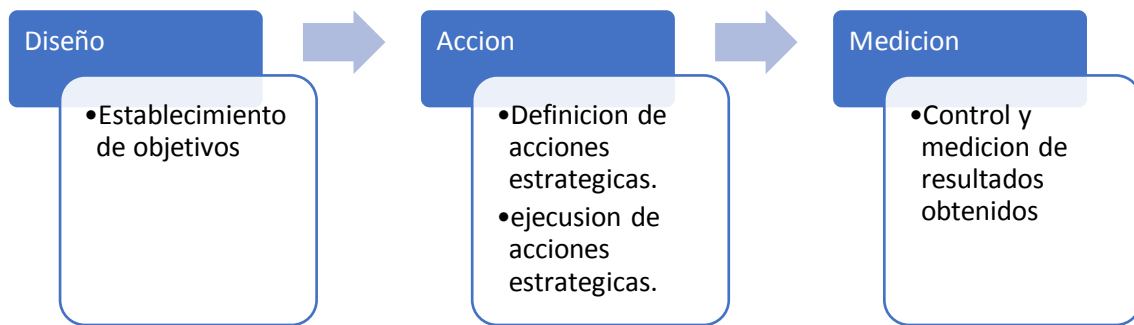 Diseño
•Establecimiento
de objetivos
Accion
•Definicion de
acciones
estrategicas.
•ejecusion de
acciones
estrategicas.
Medicion
•Control y
medicion de
resultados
obtenidos